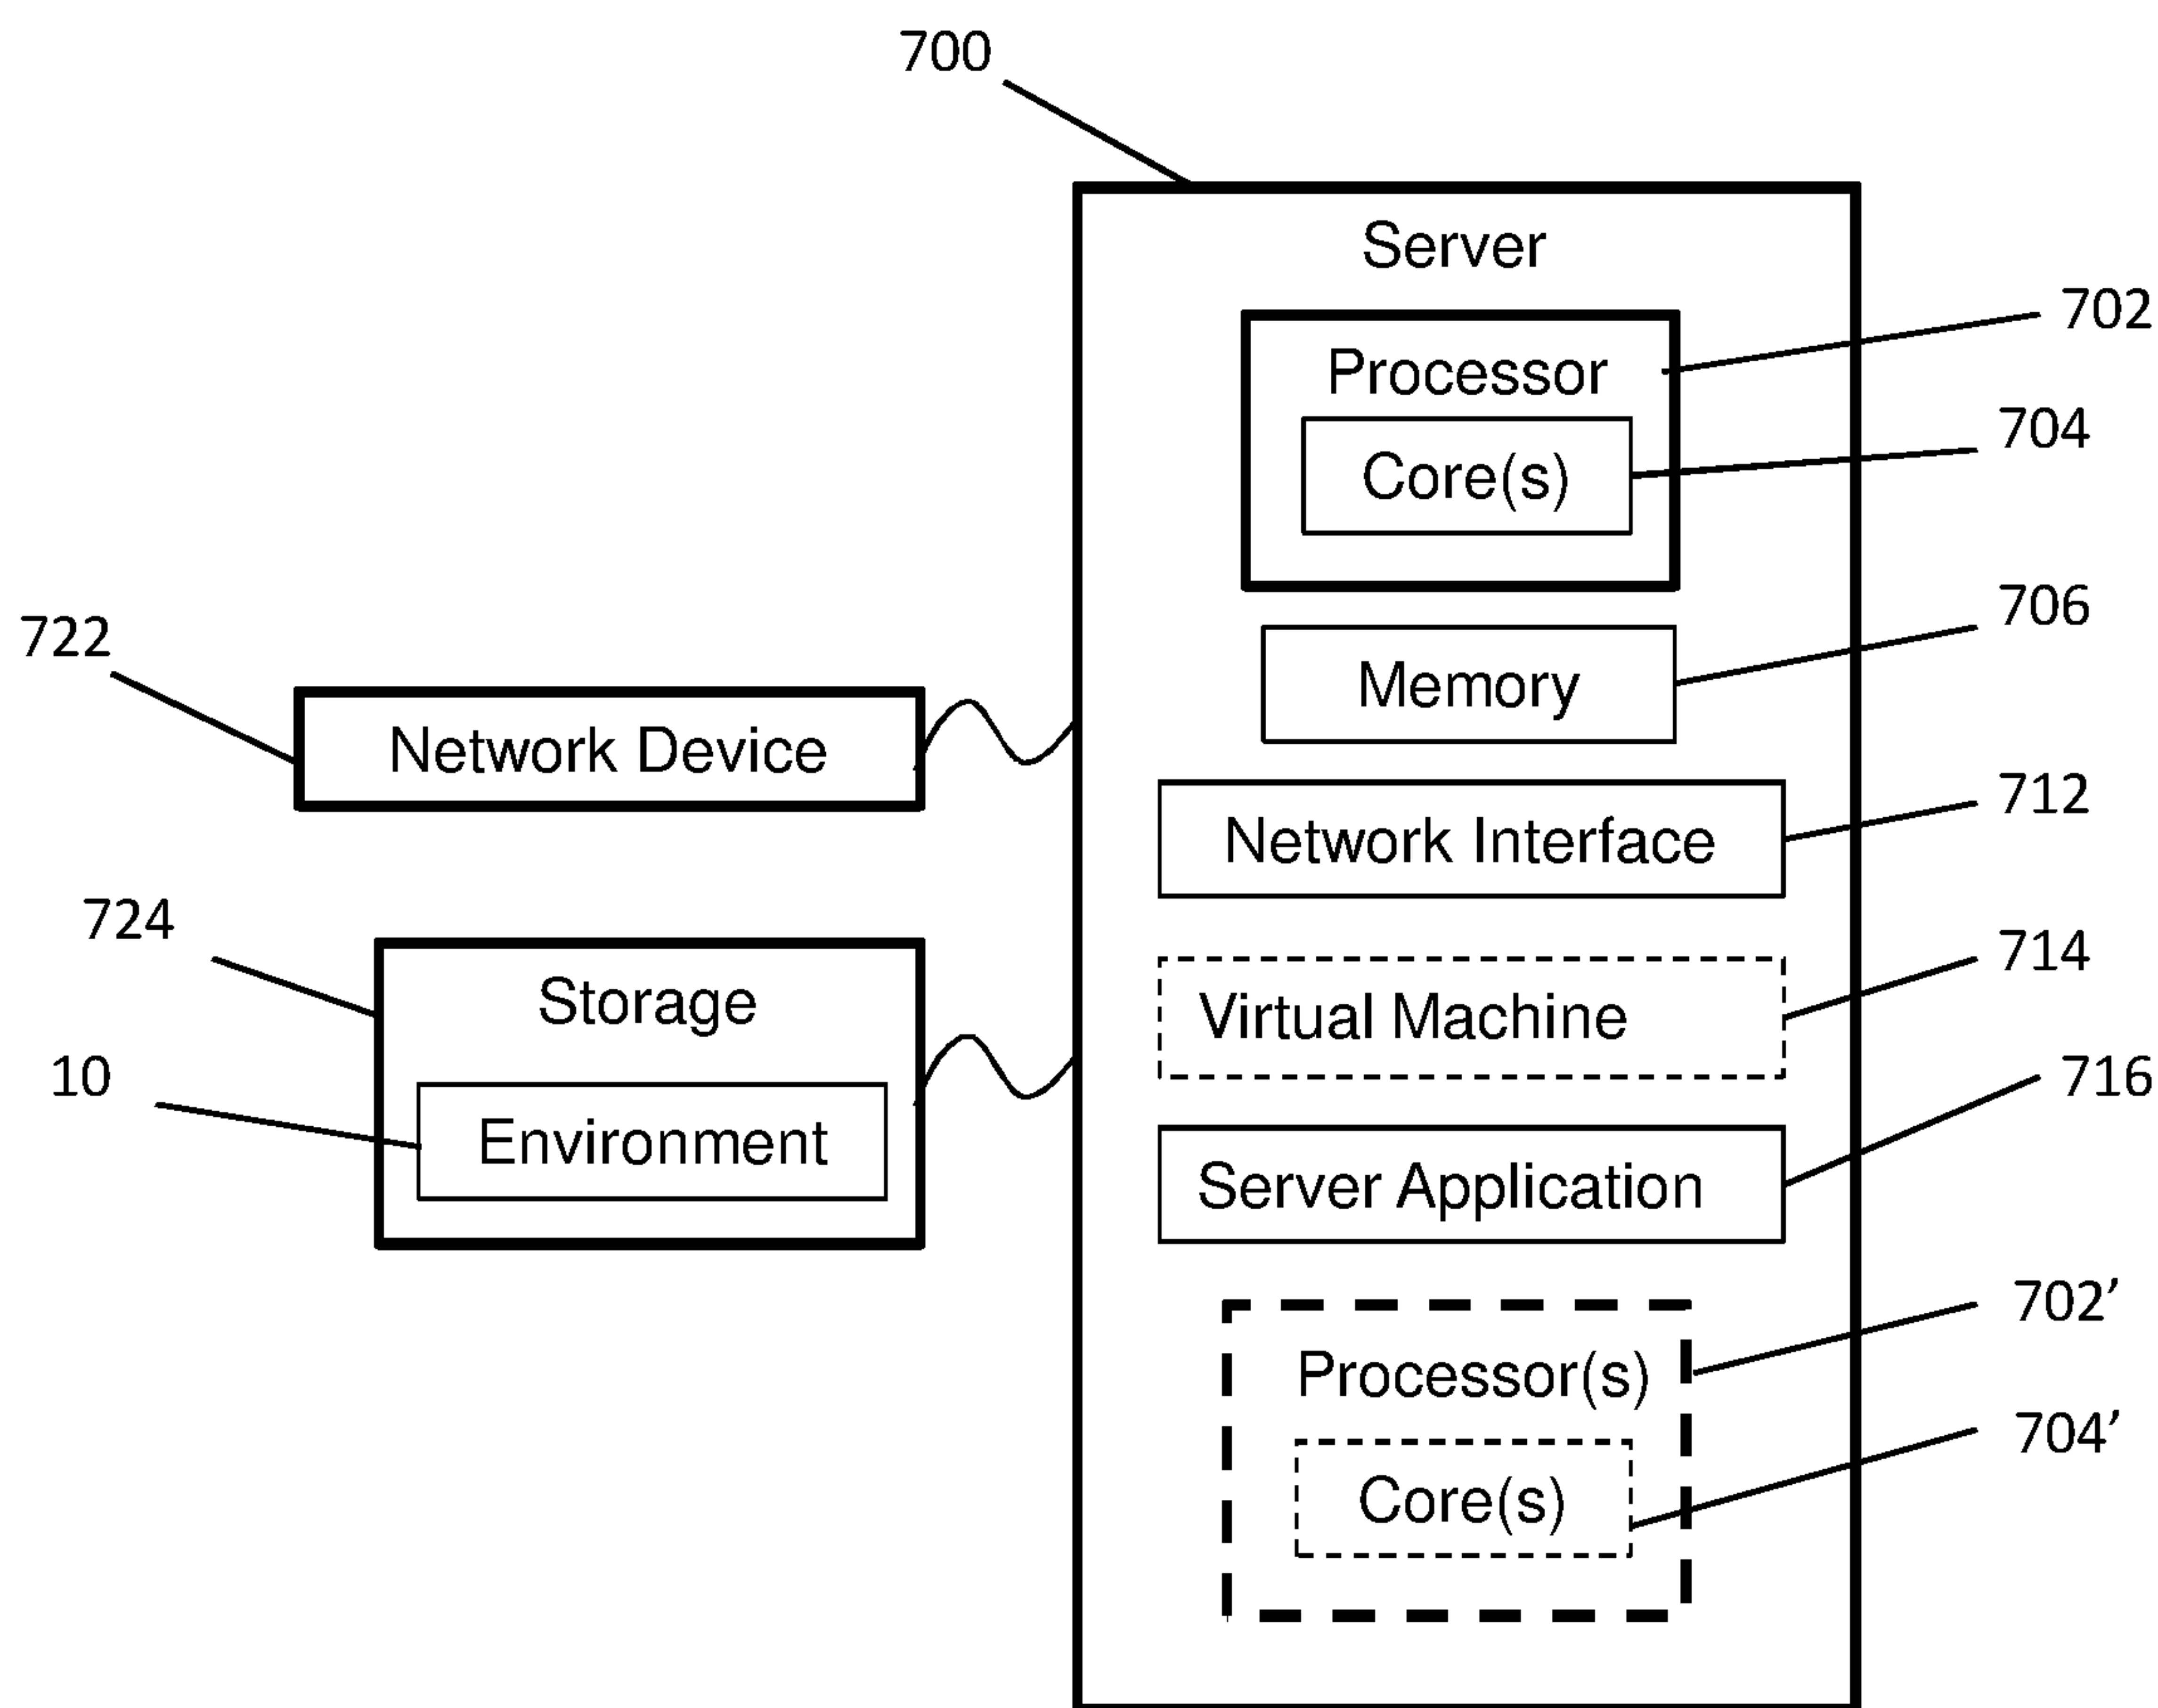 700
Server
702
Processor
704
Core(s)
706
722
Memory
Network Device
712
Network Interface
724
714
Storage
Virtual Machine
10
716
Environment
Server Application
702’
Processor(s)
704’
Core(s)